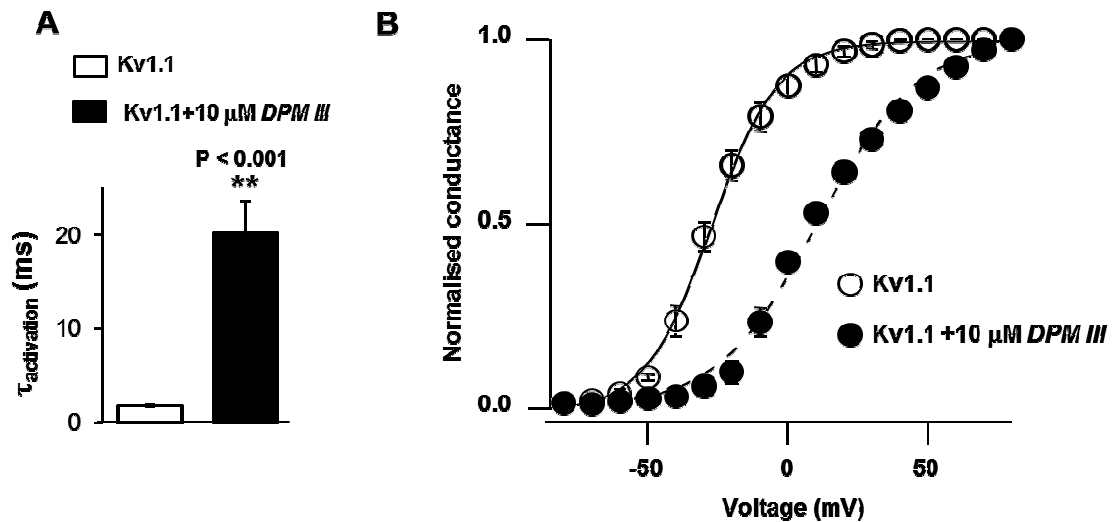 A
Kv1.1
Kv1.1+10 μM DPM III
P < 0.001
**
20
10
0
τactivation (ms)
B
1.0
0.5
0.0
Normalised conductance
Kv1.1
Kv1.1 +10 μM DPM III
-50
0
50
Voltage (mV)